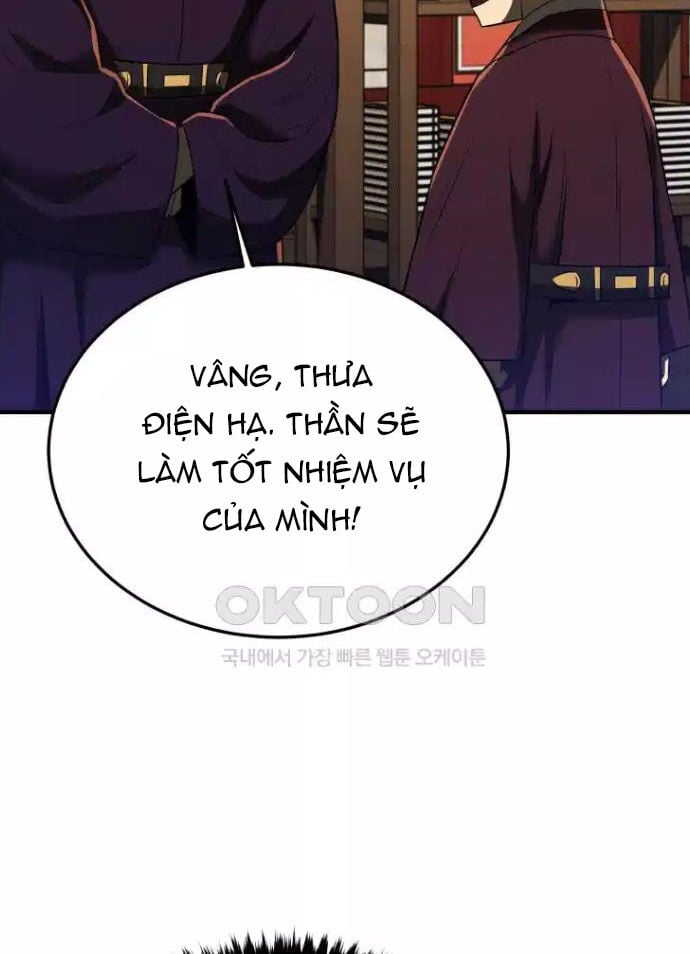 VÂNG, THƯA
ĐIỆN HẠ. THẦN SẼ
LÀM TỐT NHIỆM VỤ
CỦA MÌNH!
OKTOON
국내에서 가장 빠른 웹툰 오케이툰